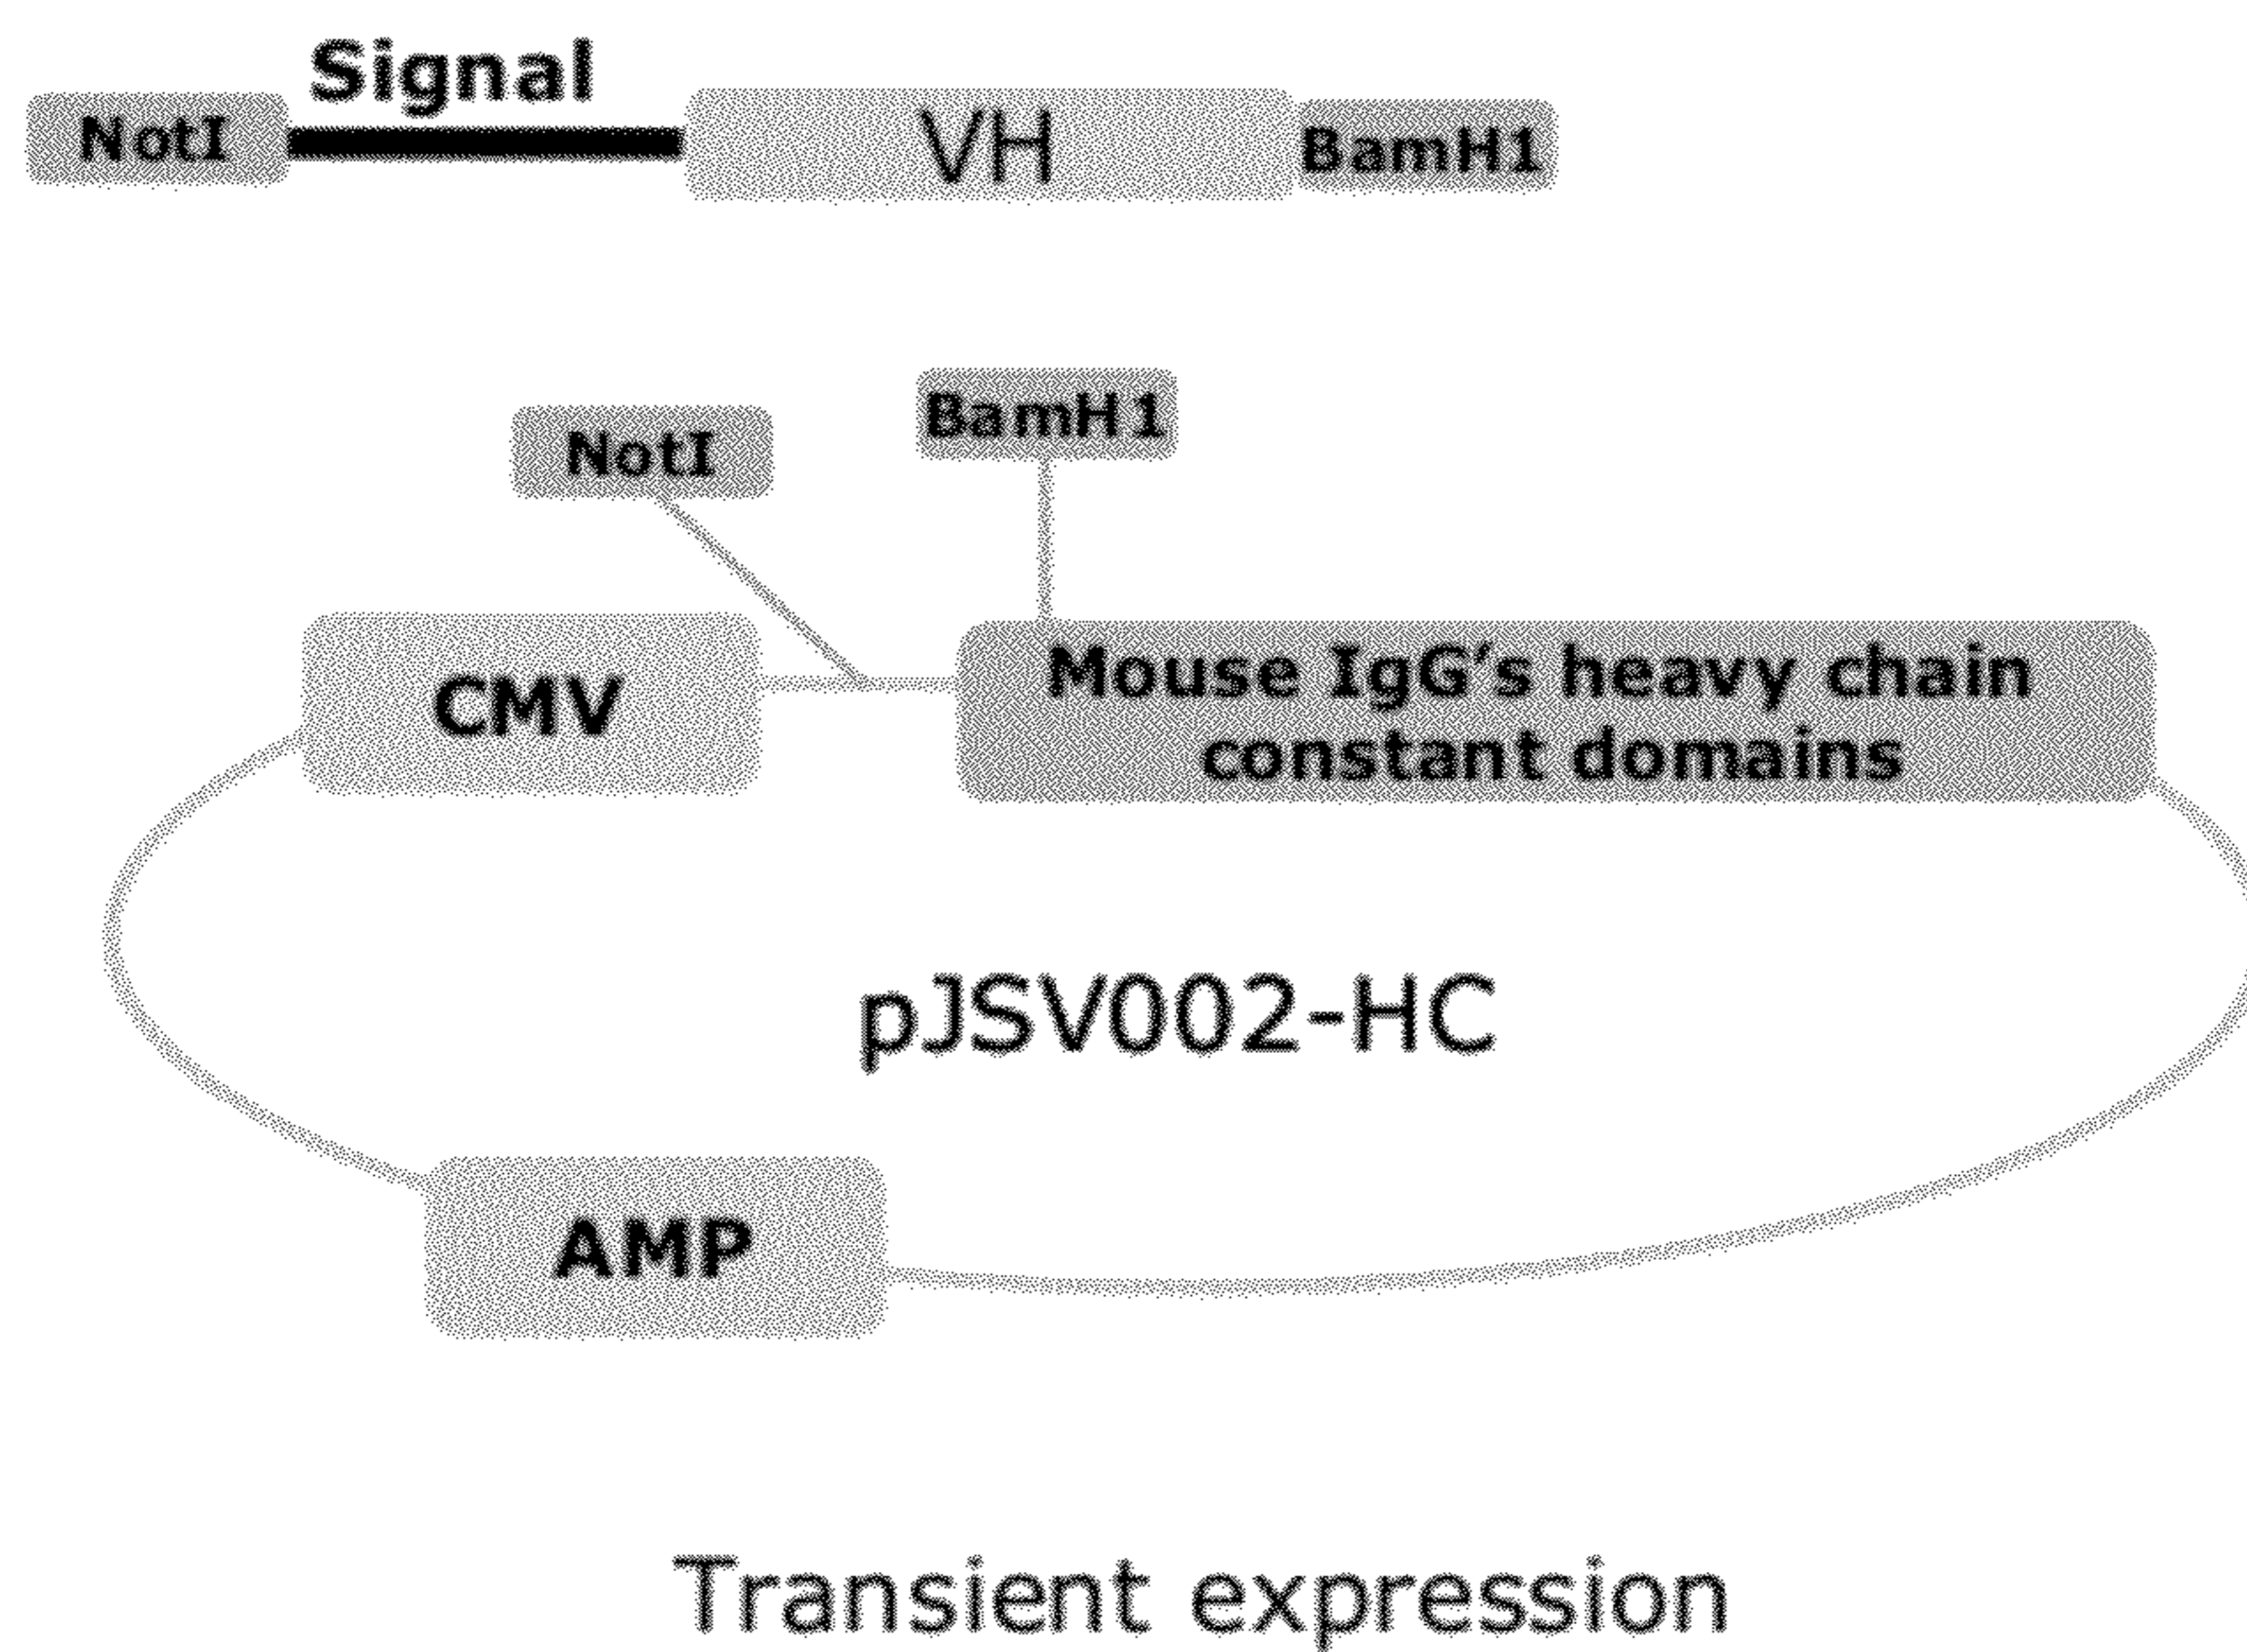 Signal
NotI
VH
BamH1
BamH1
NotI
CMV
Mouse IgG's heavy chain
constant domains
pJSV002-HC
AMP
Transient expression